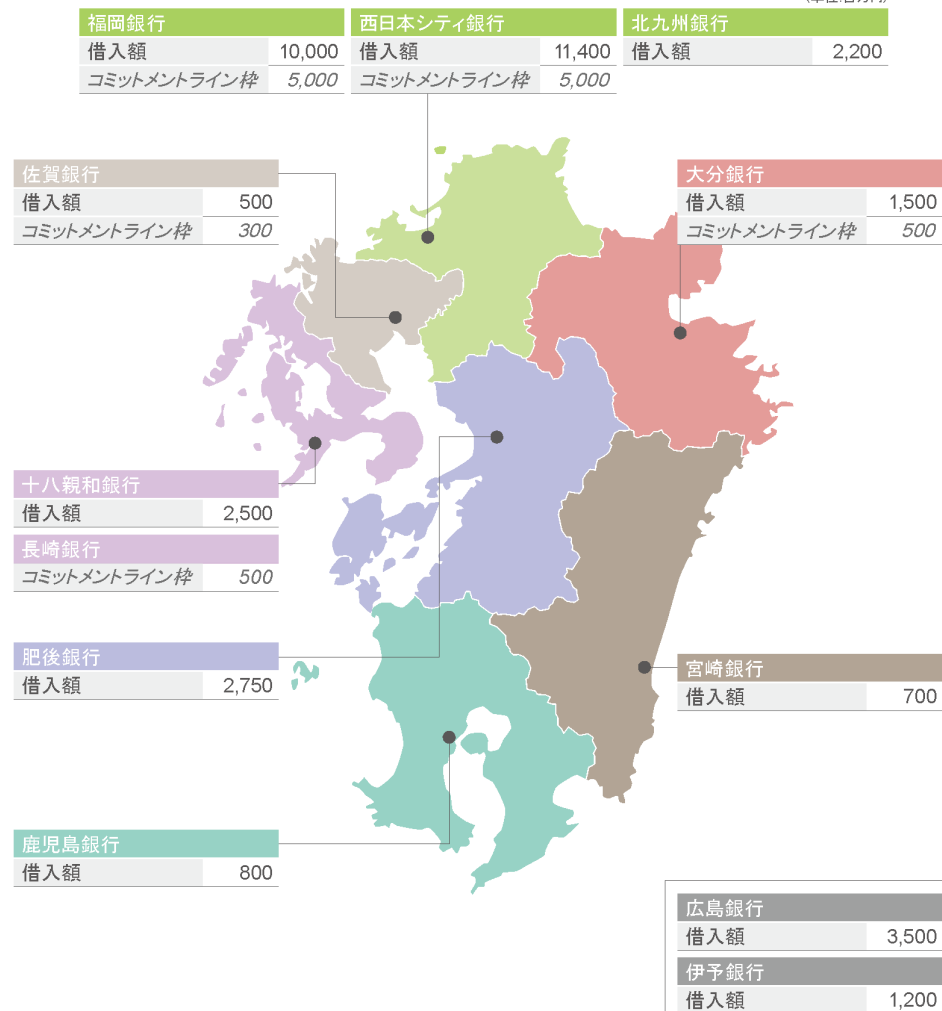 福岡銀行
借入額 10,000
コミットメントライン枠 5,000
西日本シティ銀行
借入額 11,400
コミットメントライン枠 5,000
北九州銀行
借入額 2,200
佐賀銀行
借入額 500
コミットメントライン枠 300
大分銀行
借入額 1,500
コミットメントライン枠 500
十八親和銀行
借入額 2,500
長崎銀行
コミットメントライン枠 500
肥後銀行
借入額 2,750
宮崎銀行
借入額 700
鹿児島銀行
借入額 800
広島銀行
借入額 3,500
伊予銀行
借入額 1,200